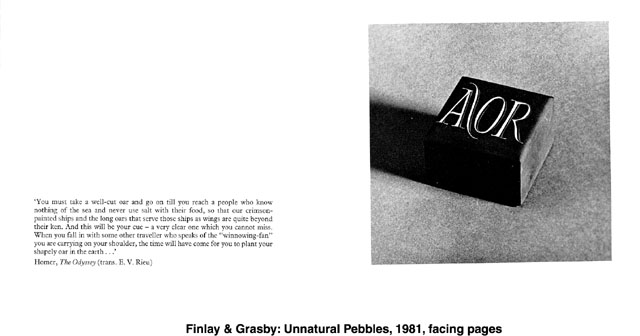 'You must take a well-cut oar and go on till you reach a people who know
nothing of the sea and never use salt with their food, so that our crimson-
painted ships and the long oars that serve those ships as wings are quite beyond
their ken. And this will be your cue – a very clear one which you cannot miss.
When you fall in with some other traveller who speaks of the "winnowing-fan"
you are carrying on your shoulder, the time will have come for you to plant your
shapely oar in the earth . . .'
Homer, The Odyssey (trans. E. V. Rieu)
AOR
Finlay & Grasby: Unnatural Pebbles, 1981, facing pages